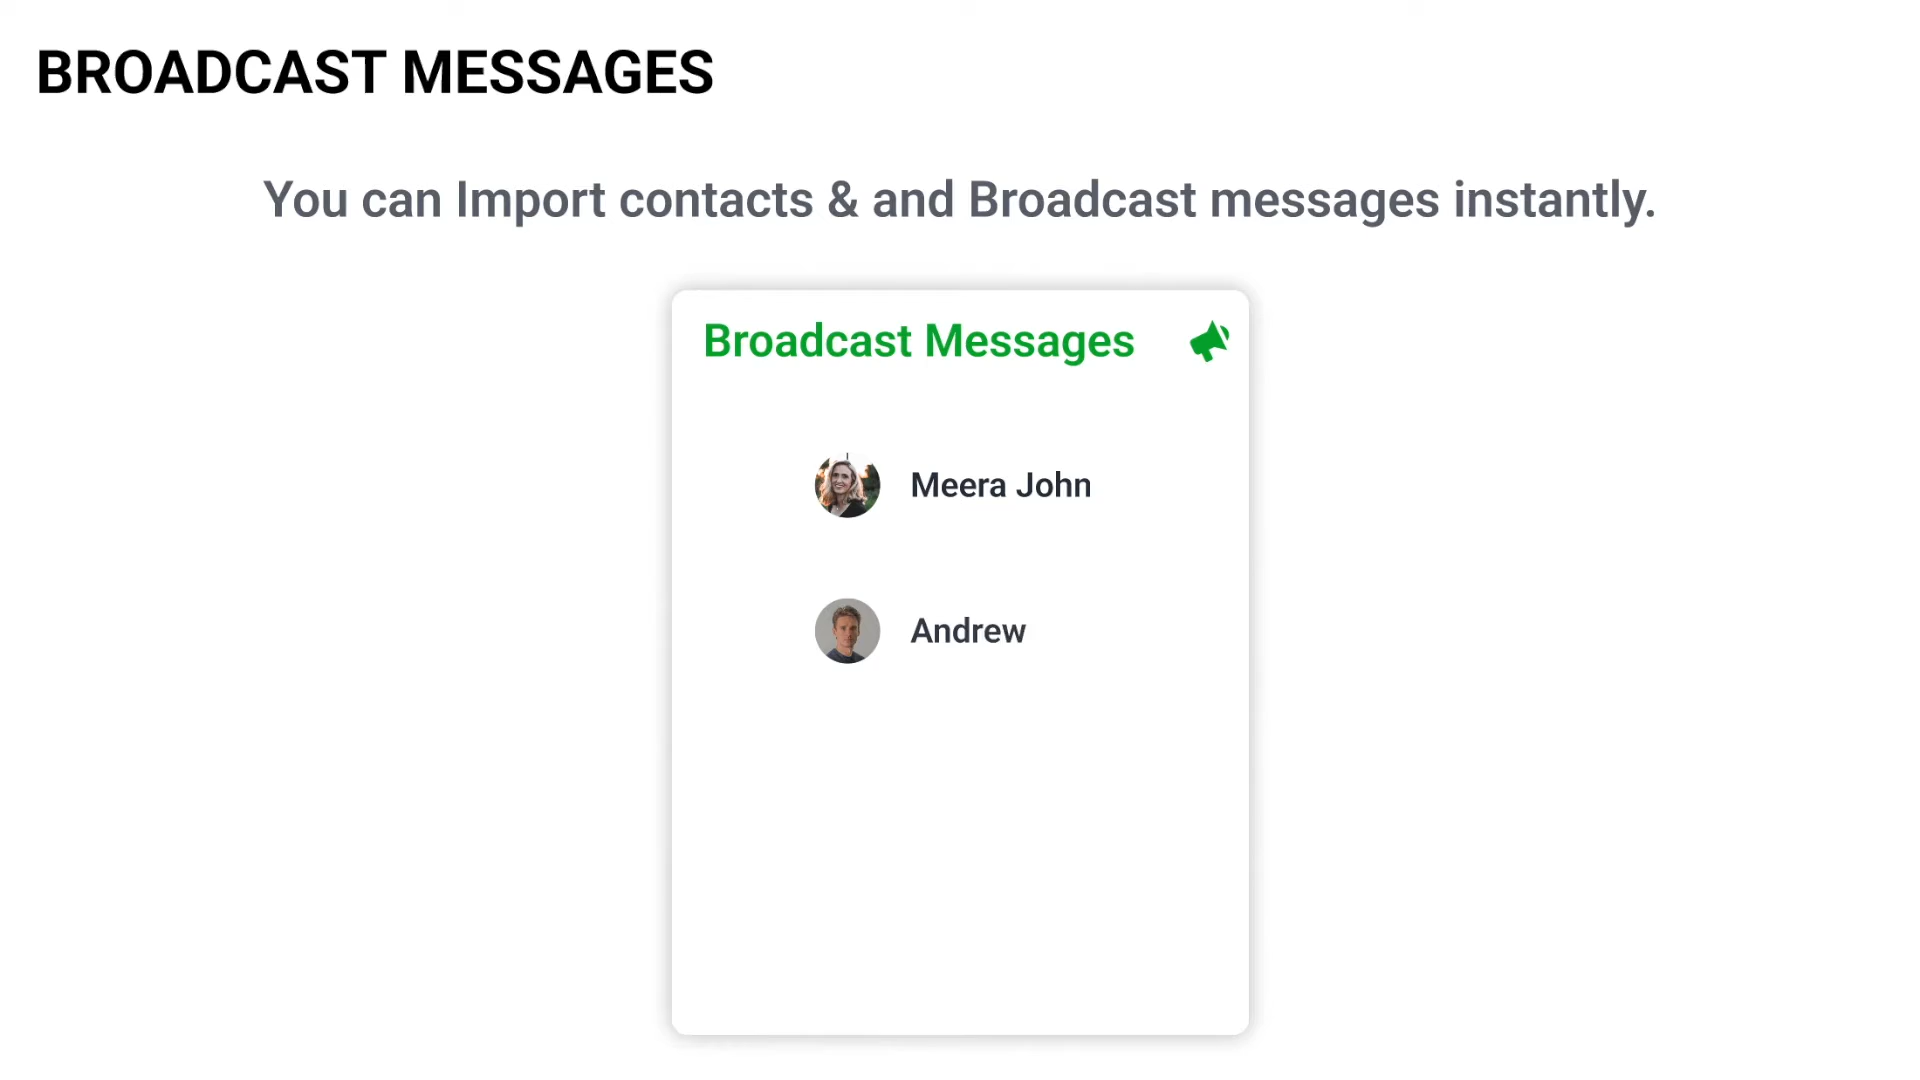 BROADCAST MESSAGES
You can Import contacts & and Broadcast messages instantly.
Broadcast Messages
Meera John
Andrew